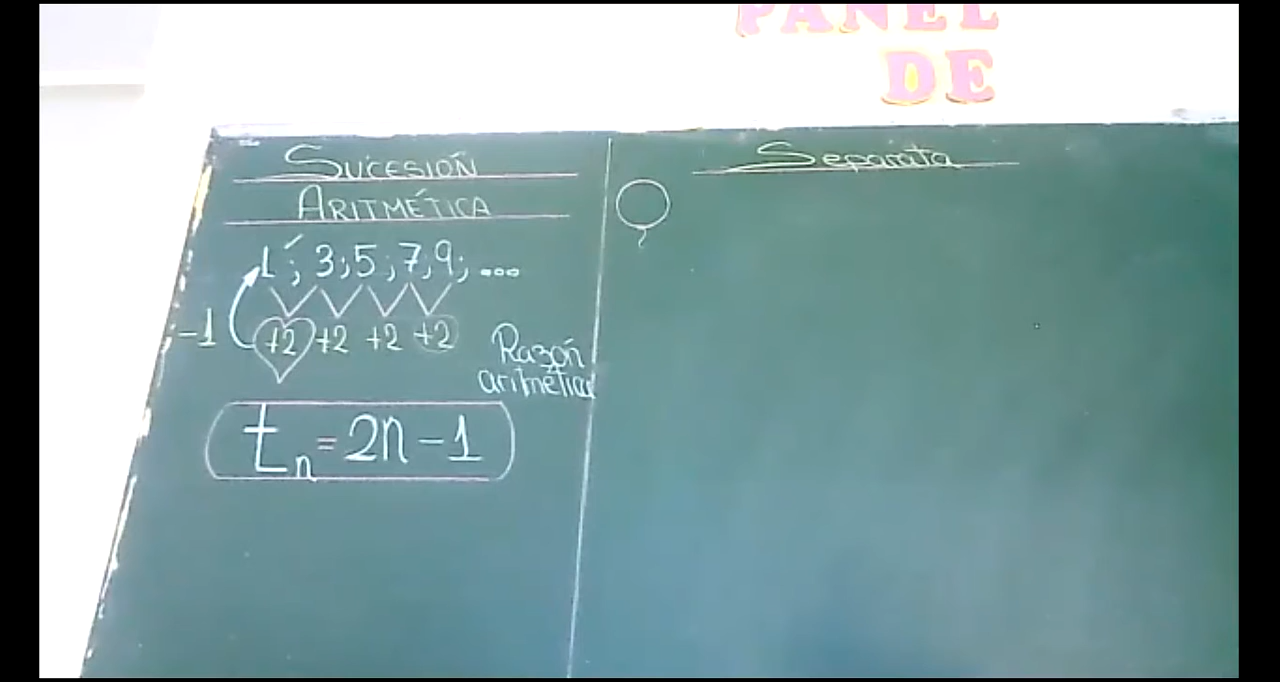 PANEL
DE
SUCESIÓN
ARITMÉTICA
1; 3; 5; 7; 9; ...
-1
+2 +2 +2 +2
Razón
aritmética
tn = 2n - 1
Separata